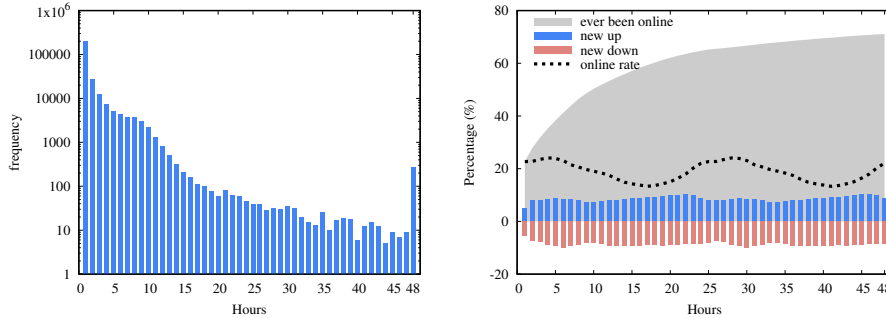 1x10^6
100000
10000
1000
100
10
1
frequency
0 5 10 15 20 25 30 35 40 45 48
Hours
ever been online
new up
new down
online rate
80
60
40
20
0
-20
Percentage (%)
0 5 10 15 20 25 30 35 40 45 48
Hours